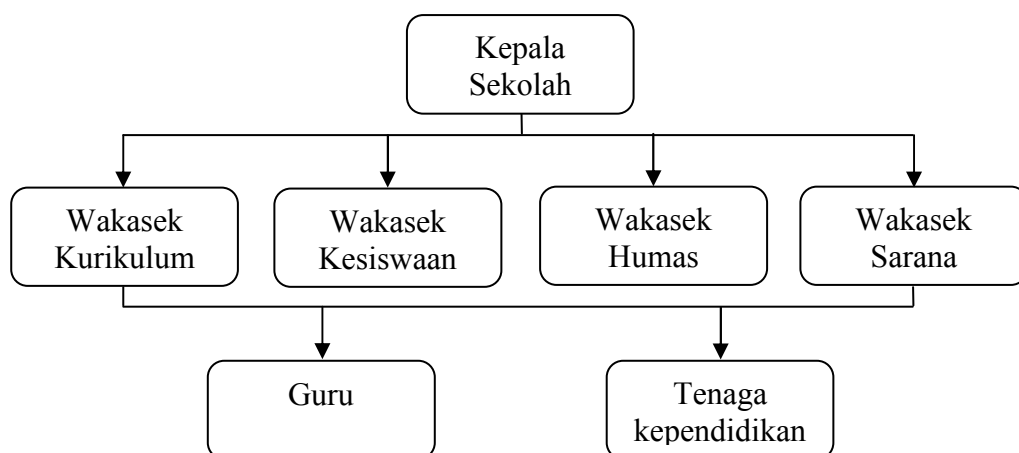 Kepala
Sekolah
Wakasek
Kurikulum
Wakasek
Kesiswaan
Wakasek
Humas
Wakasek
Sarana
Guru
Tenaga
kependidikan